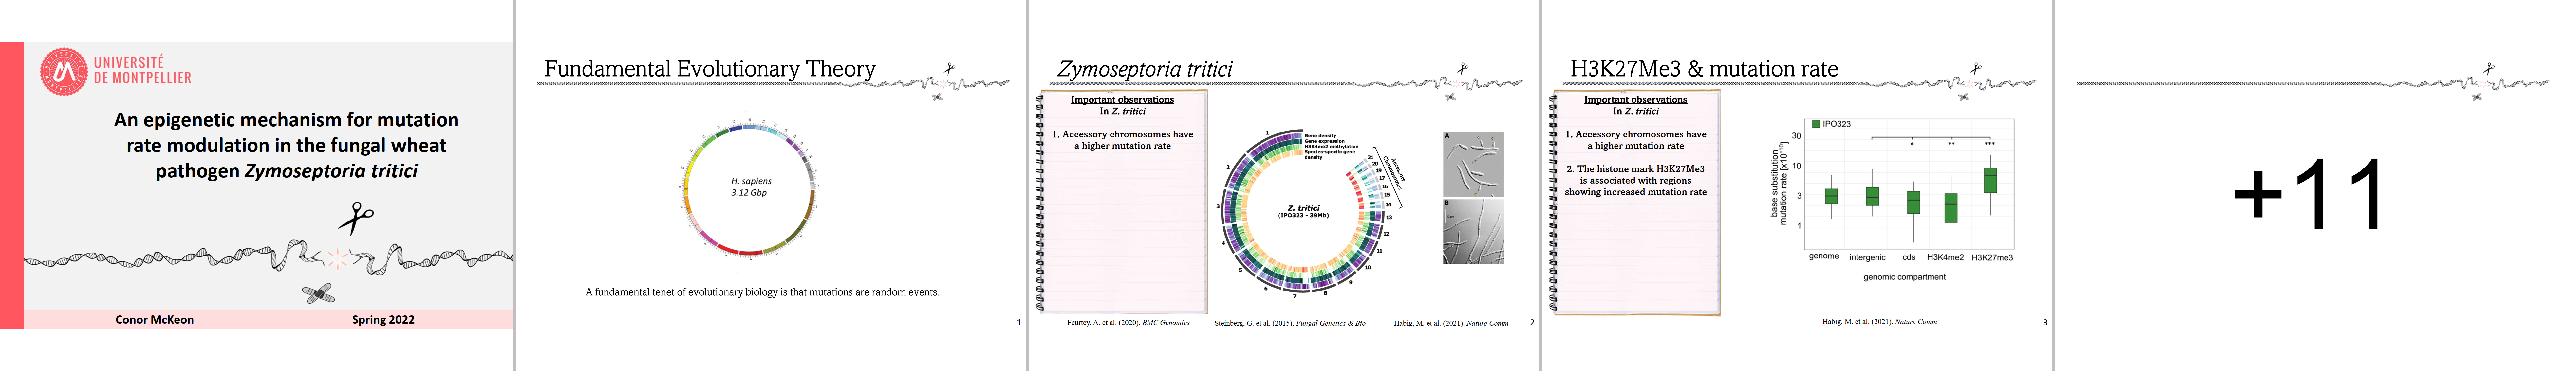 UNIVERSITÉ
DE MONTPELLIER
An epigenetic mechanism for mutation
rate modulation in the fungal wheat
pathogen Zymoseptoria tritici
Conor McKeon
Spring 2022
Fundamental Evolutionary Theory
H. sapiens
3.12 Gbp
A fundamental tenet of evolutionary biology is that mutations are random events.
1
Zymoseptoria tritici
Important observations
In Z. tritici
1. Accessory chromosomes have
a higher mutation rate
Gene density
Gene expression
H3K4me2 methylation
Species-specifc gene
density
Accessory
Chromosomes
1
2
3
4
5
6
7
8
9
10
11
12
13
14
15
16
17
18
19
20
21
Z. tritici
(IPO323 - 39Mb)
A
B
Feurtey, A. et al. (2020). BMC Genomics
Steinberg, G. et al. (2015). Fungal Genetics & Bio
Habig, M. et al. (2021). Nature Comm
2
H3K27Me3 & mutation rate
Important observations
In Z. tritici
1. Accessory chromosomes have
a higher mutation rate
2. The histone mark H3K27Me3
is associated with regions
showing increased mutation rate
IPO323
base substitution
mutation rate [x10⁻¹⁰]
30
10
3
1
* ** ***
genome intergenic cds H3K4me2 H3K27me3
genomic compartment
Habig, M. et al. (2021). Nature Comm
3
+11